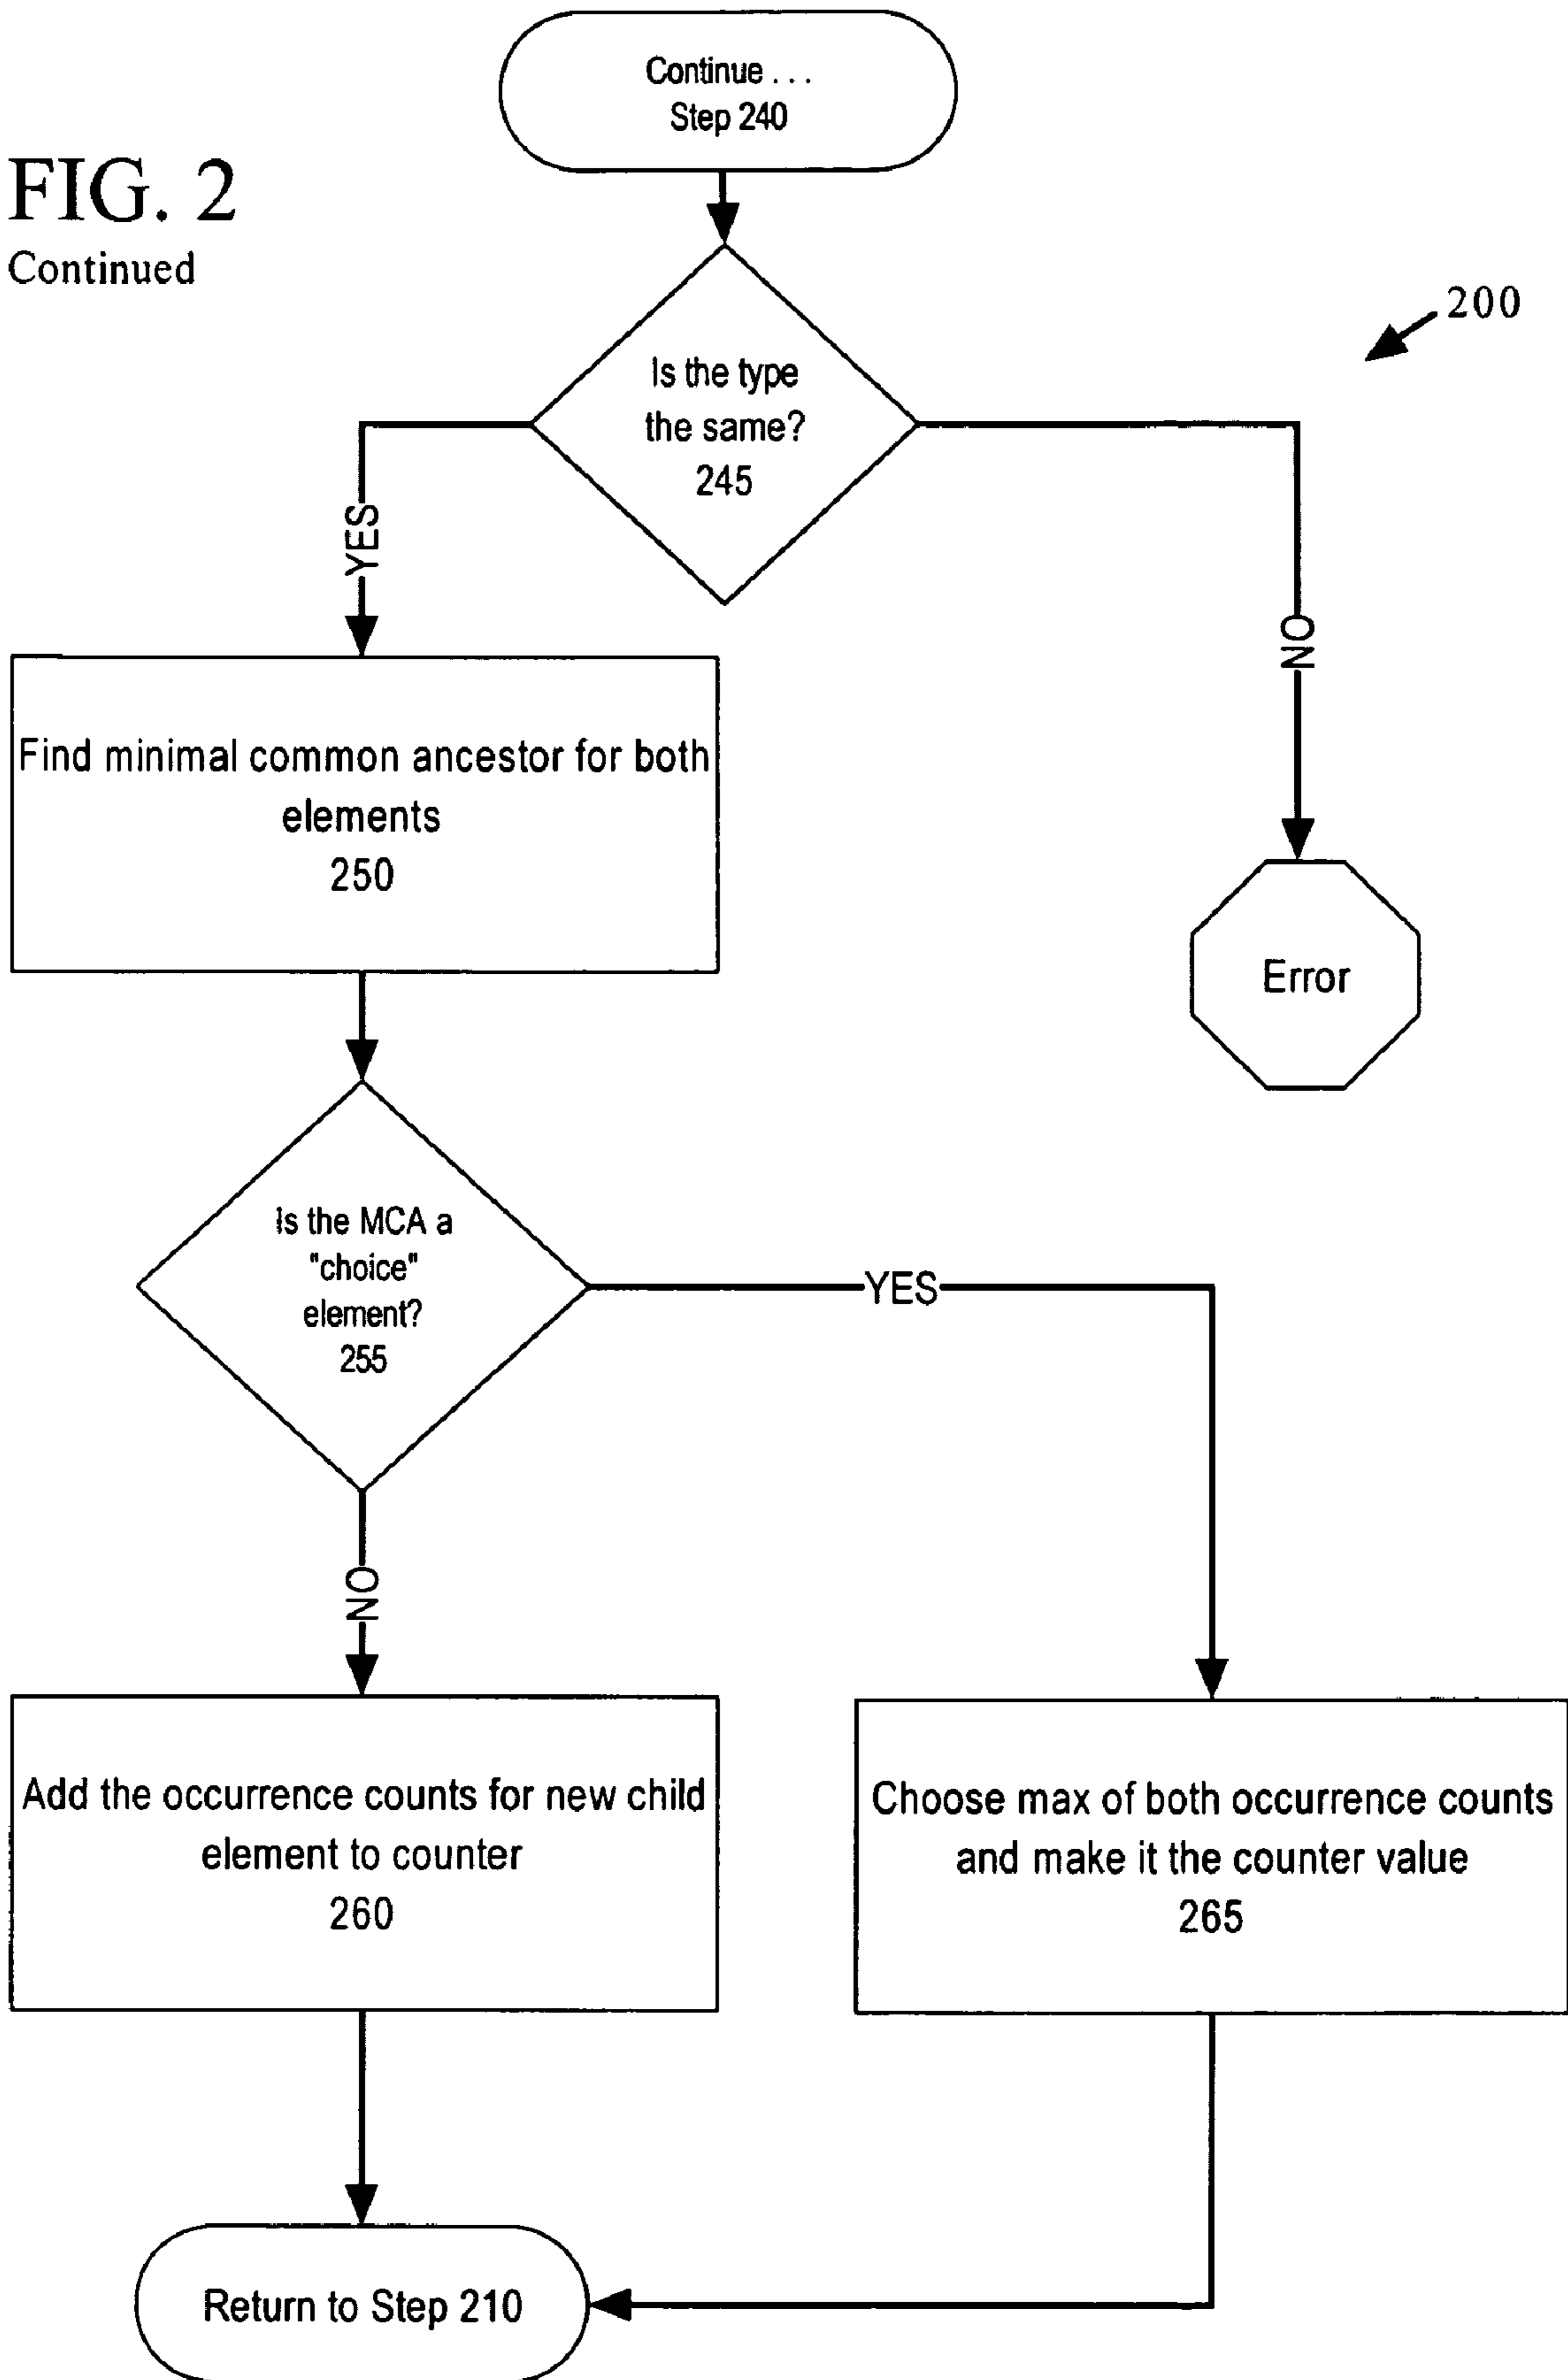 Continue . . .
Step 240
FIG. 2
Continued
200
Is the type
the same?
245
YES
NO
Find minimal common ancestor for both
elements
250
Error
Is the MCA a
"choice"
element?
255
YES
NO
Add the occurrence counts for new child
element to counter
260
Choose max of both occurrence counts
and make it the counter value
265
Return to Step 210